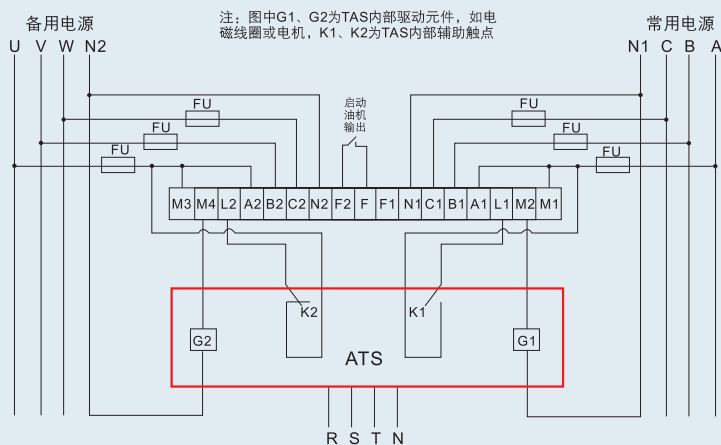 注：图中G1、G2为TAS内部驱动元件，如电
磁线圈或电机，K1、K2为TAS内部辅助触点
备用电源
常用电源
U V W N2
N1 C B A
FU
FU
FU
FU
FU
FU
启动
油机
输出
M3 M4 L2 A2 B2 C2 N2 F2 F F1 N1 C1 B1 A1 L1 M2 M1
K2
K1
G2
G1
ATS
R S T N